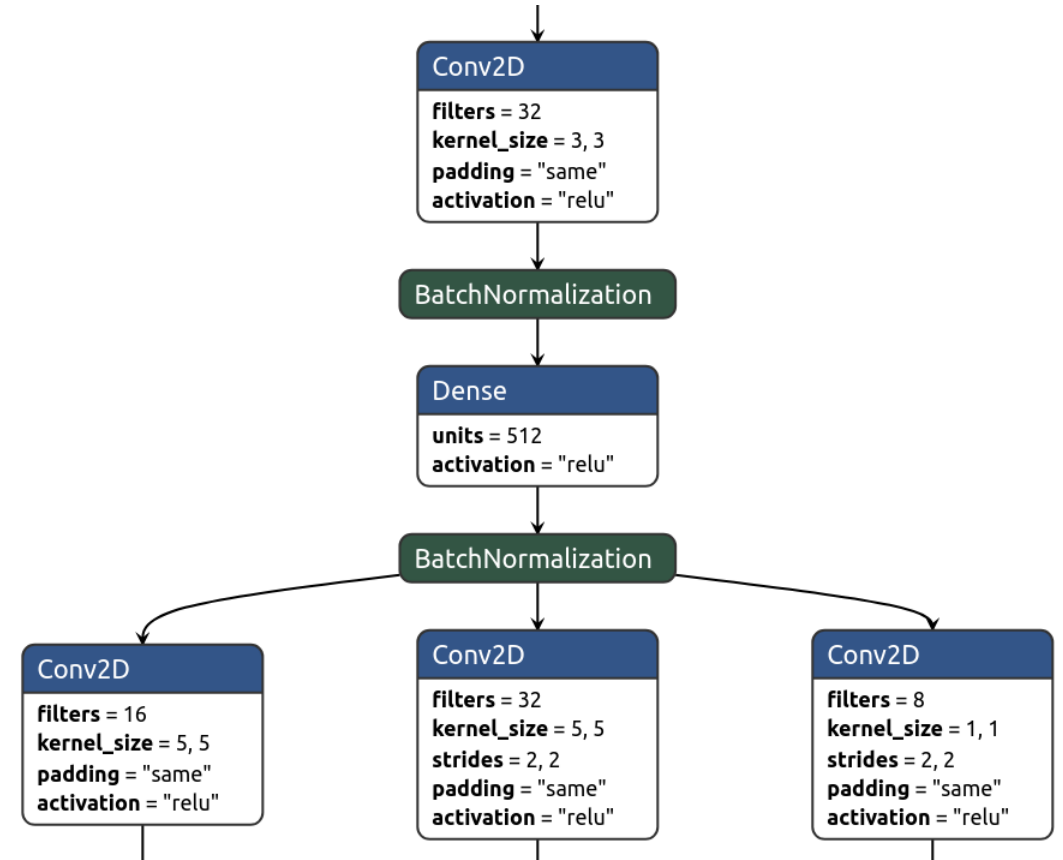 Conv2D
filters = 32
kernel_size = 3, 3
padding = "same"
activation = "relu"
BatchNormalization
Dense
units = 512
activation = "relu"
BatchNormalization
Conv2D
filters = 16
kernel_size = 5, 5
padding = "same"
activation = "relu"
Conv2D
filters = 32
kernel_size = 5, 5
strides = 2, 2
padding = "same"
activation = "relu"
Conv2D
filters = 8
kernel_size = 1, 1
strides = 2, 2
padding = "same"
activation = "relu"